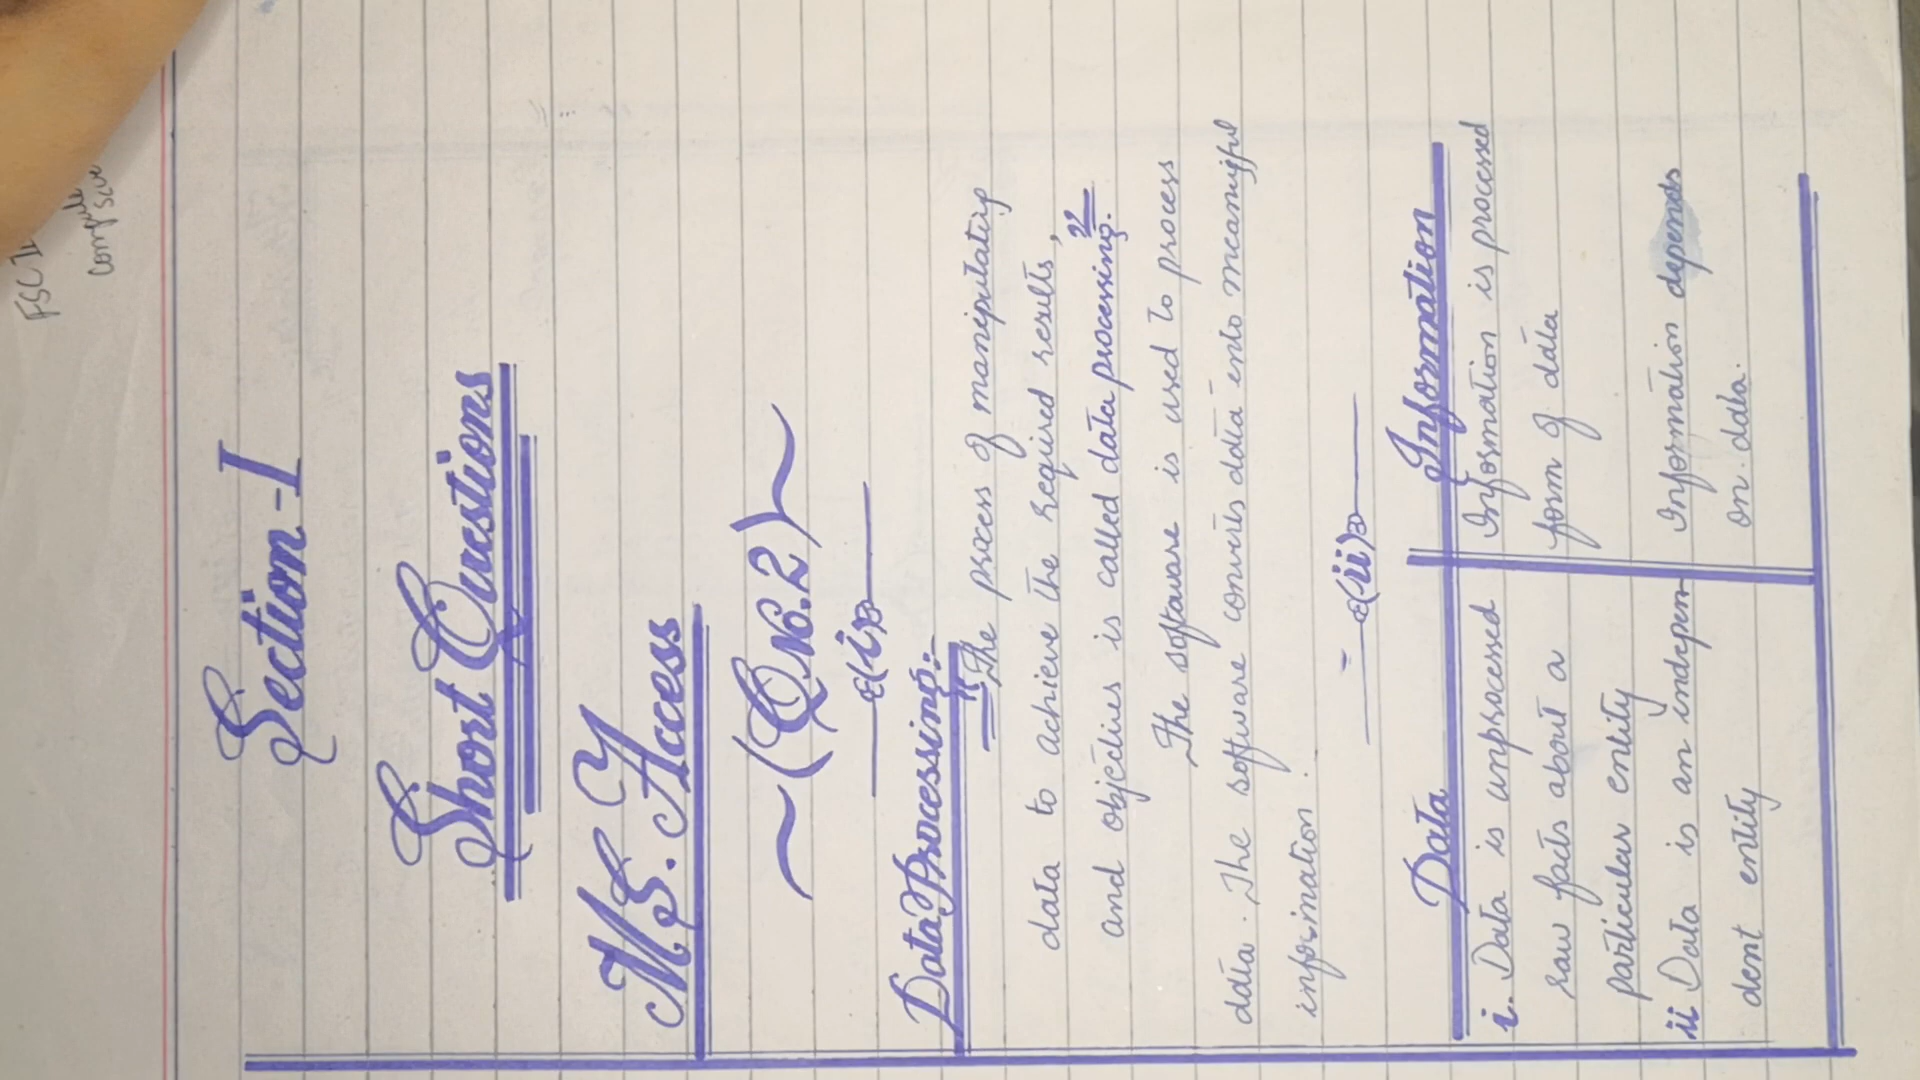 FSC II
Compute
Scie
Section-I
Short Questions
M.S. Access
~(Q.No.2)~
(i)
Data Processing:-
"The process of manipulating
data to achieve the required results,
and objectives is called data processing."
The software is used to process
data. The software converts data into meaningful
information.
(ii)
Data Information
i. Data is unprocessed Information is processed
raw facts about a form of data
particular entity
ii Data is an indepen- Information depends
dent entity on data.